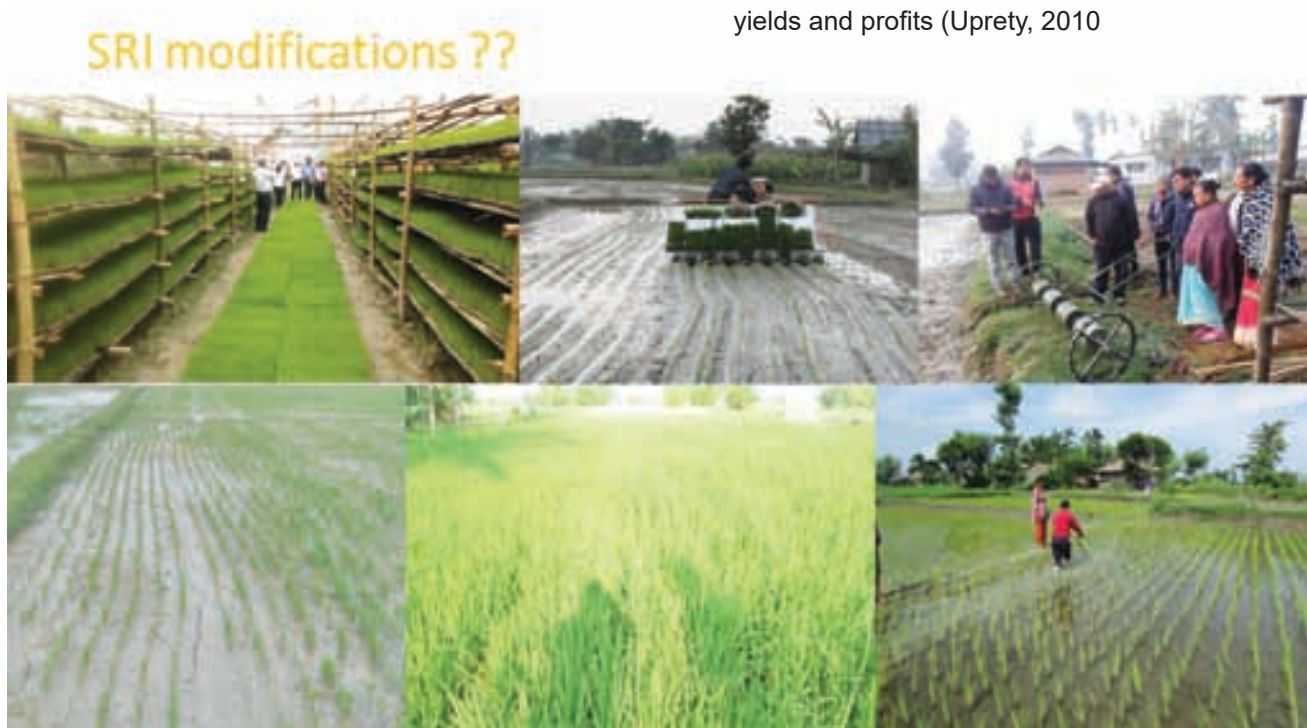 yields and profits (Uprety, 2010
SRI modifications ??